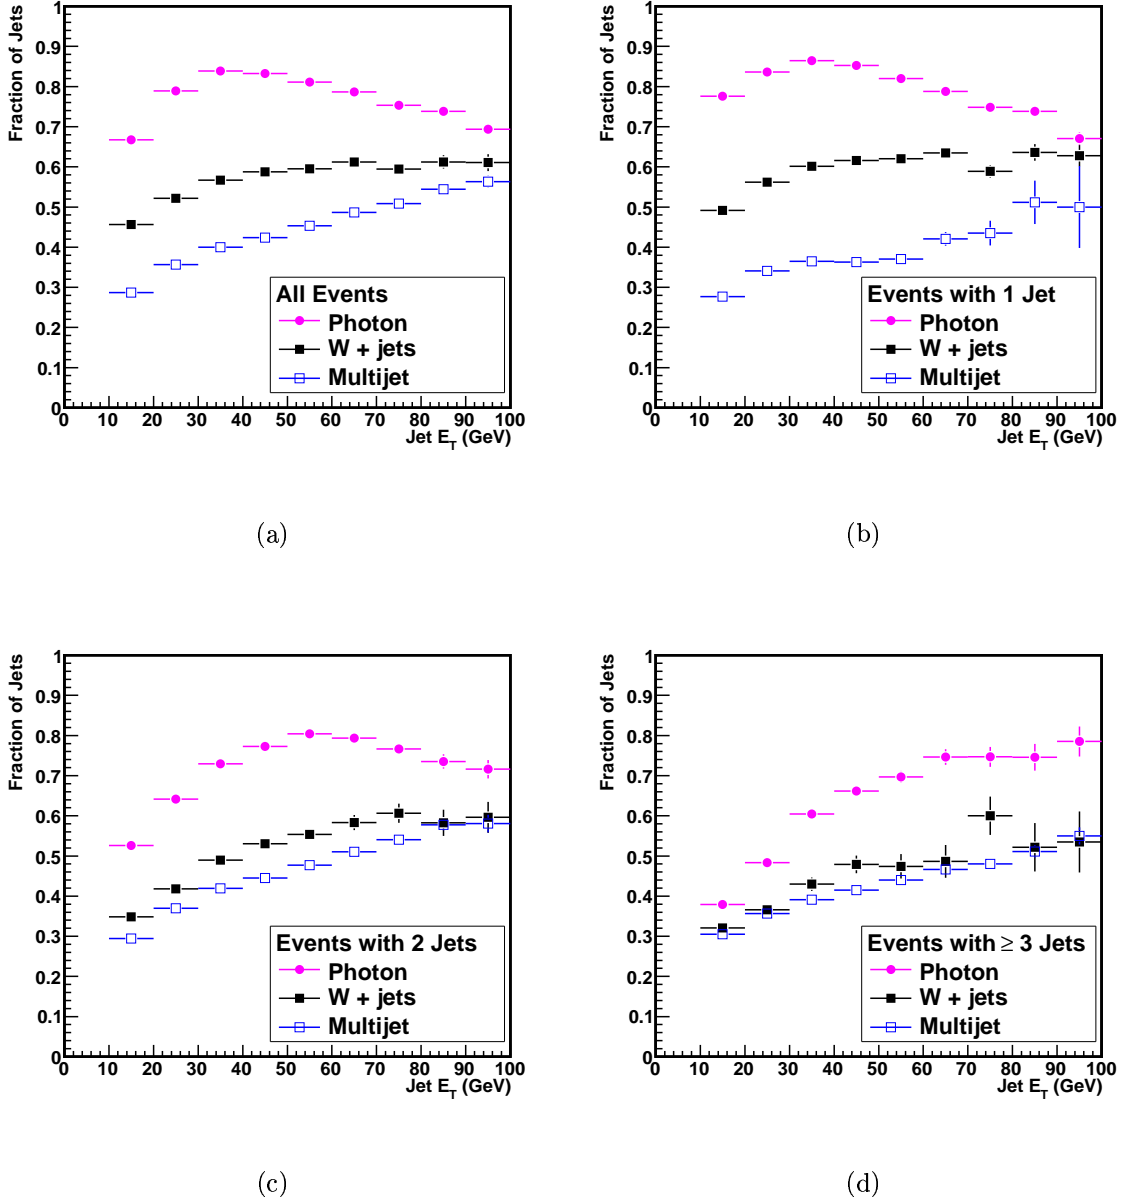 Fraction of Jets
1
0.9
0.8
0.7
0.6
0.5
0.4
0.3
0.2
0.1
0
All Events
Photon
W + jets
Multijet
0 10 20 30 40 50 60 70 80 90 100
Jet E_T (GeV)
(a)
Fraction of Jets
1
0.9
0.8
0.7
0.6
0.5
0.4
0.3
0.2
0.1
0
Events with 1 Jet
Photon
W + jets
Multijet
0 10 20 30 40 50 60 70 80 90 100
Jet E_T (GeV)
(b)
Fraction of Jets
1
0.9
0.8
0.7
0.6
0.5
0.4
0.3
0.2
0.1
0
Events with 2 Jets
Photon
W + jets
Multijet
0 10 20 30 40 50 60 70 80 90 100
Jet E_T (GeV)
(c)
Fraction of Jets
1
0.9
0.8
0.7
0.6
0.5
0.4
0.3
0.2
0.1
0
Events with ≥ 3 Jets
Photon
W + jets
Multijet
0 10 20 30 40 50 60 70 80 90 100
Jet E_T (GeV)
(d)